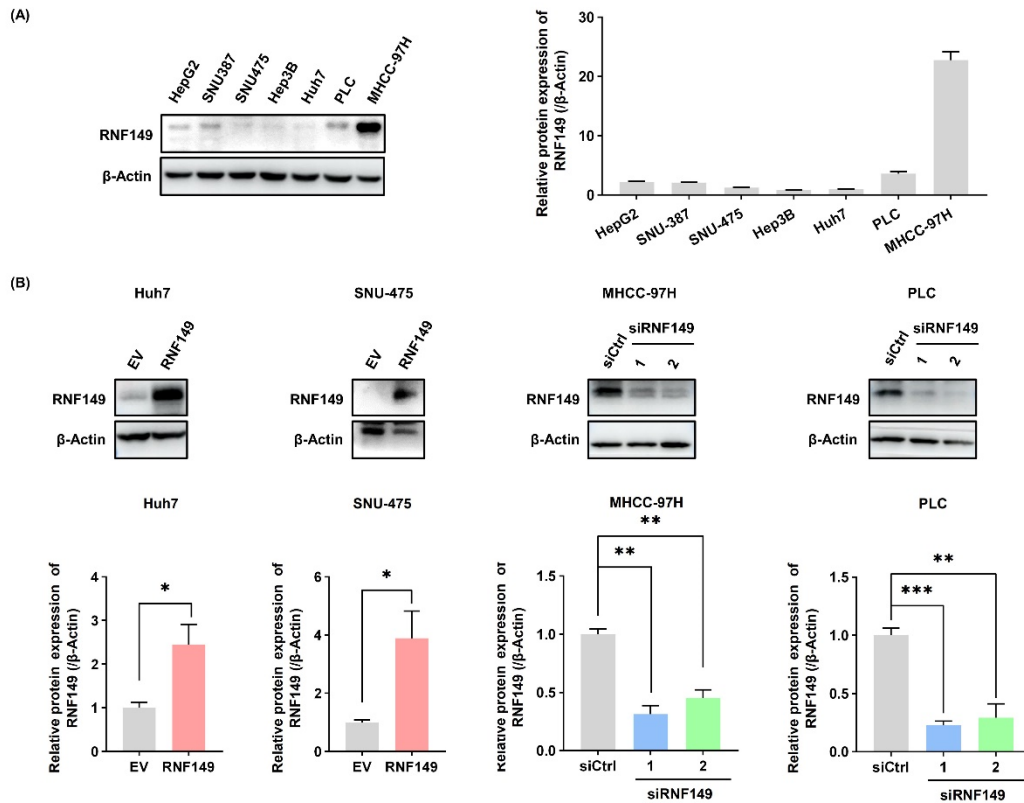 (A)
HepG2
SNU387
SNU475
Hep3B
Huh7
PLC
MHCC-97H
RNF149
β-Actin
Relative protein expression of
RNF149 (/β-Actin)
30
20
10
0
HepG2
SNU-387
SNU-475
Hep3B
Huh7
PLC
MHCC-97H
(B)
Huh7
EV
RNF149
RNF149
β-Actin
SNU-475
EV
RNF149
RNF149
β-Actin
MHCC-97H
siCtrl
siRNF149
1
2
RNF149
β-Actin
PLC
siCtrl
siRNF149
1
2
RNF149
β-Actin
Huh7
Relative protein expression of
RNF149 (/β-Actin)
4
3
2
1
0
*
EV
RNF149
SNU-475
Relative protein expression of
RNF149 (/β-Actin)
6
4
2
0
*
EV
RNF149
MHCC-97H
Relative protein expression of
RNF149 (/β-Actin)
1.5
1.0
0.5
0.0
**
**
siCtrl
1
2
siRNF149
PLC
Relative protein expression of
RNF149 (/β-Actin)
1.5
1.0
0.5
0.0
**
***
siCtrl
1
2
siRNF149